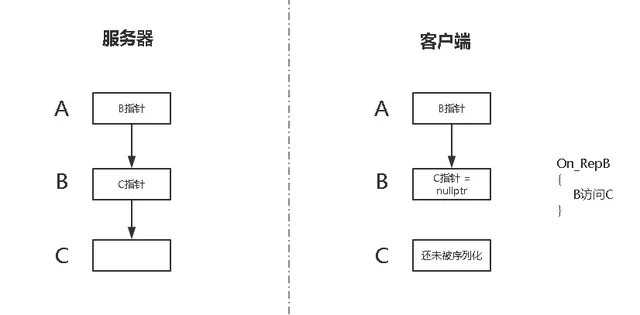 服务器
客户端
A
B指针
B
C指针
C
A
B指针
B
C指针 =
nullptr
C
还未被序列化
On_RepB
{
B访问C
}